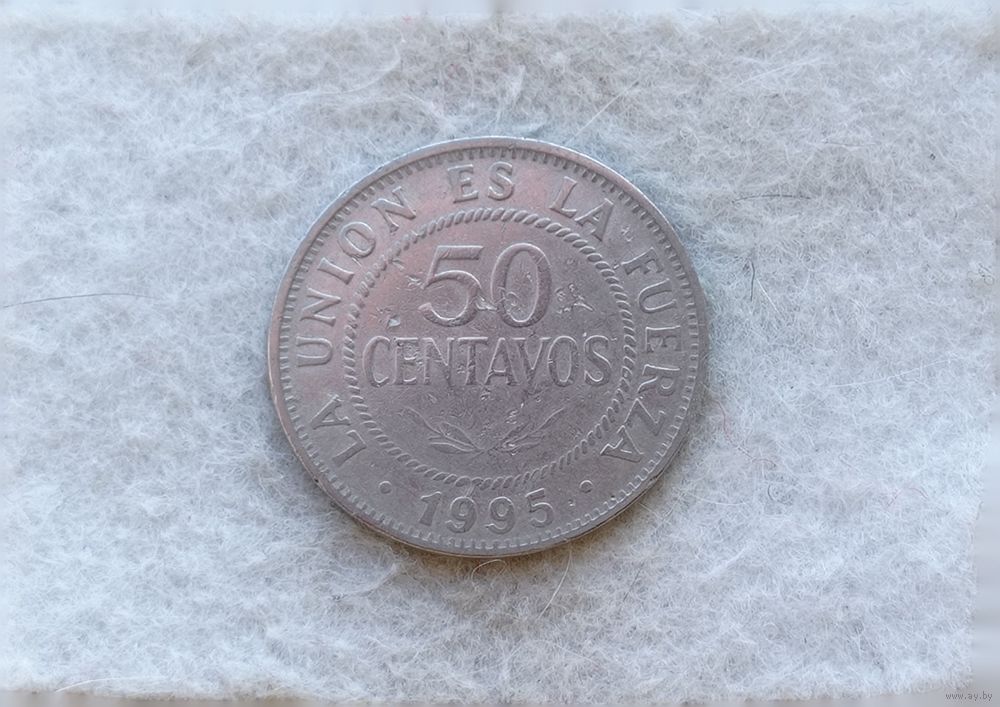 LA UNION ES LA FUERZA
50
CENTAVOS
1995
www.ay.by